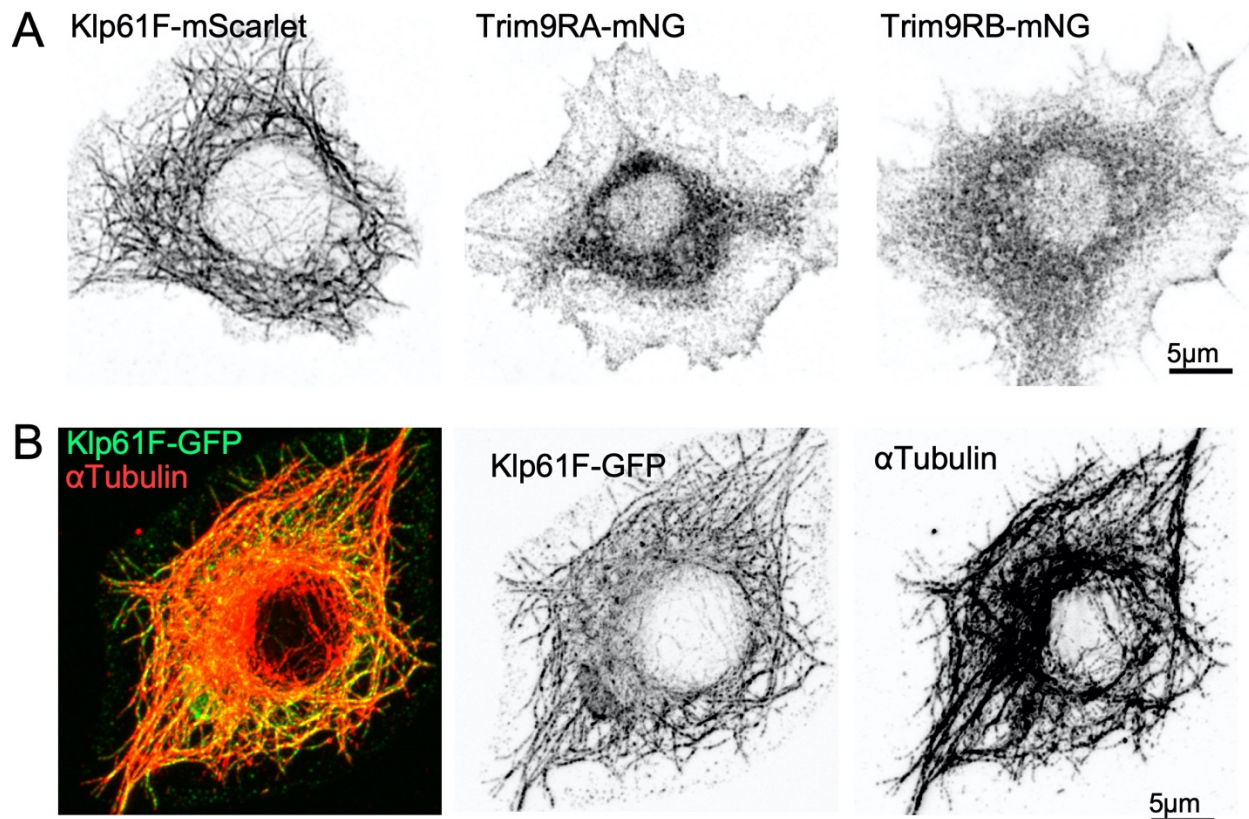 A
Klp61F-mScarlet
Trim9RA-mNG
Trim9RB-mNG
5µm
B
Klp61F-GFP
αTubulin
Klp61F-GFP
αTubulin
5µm